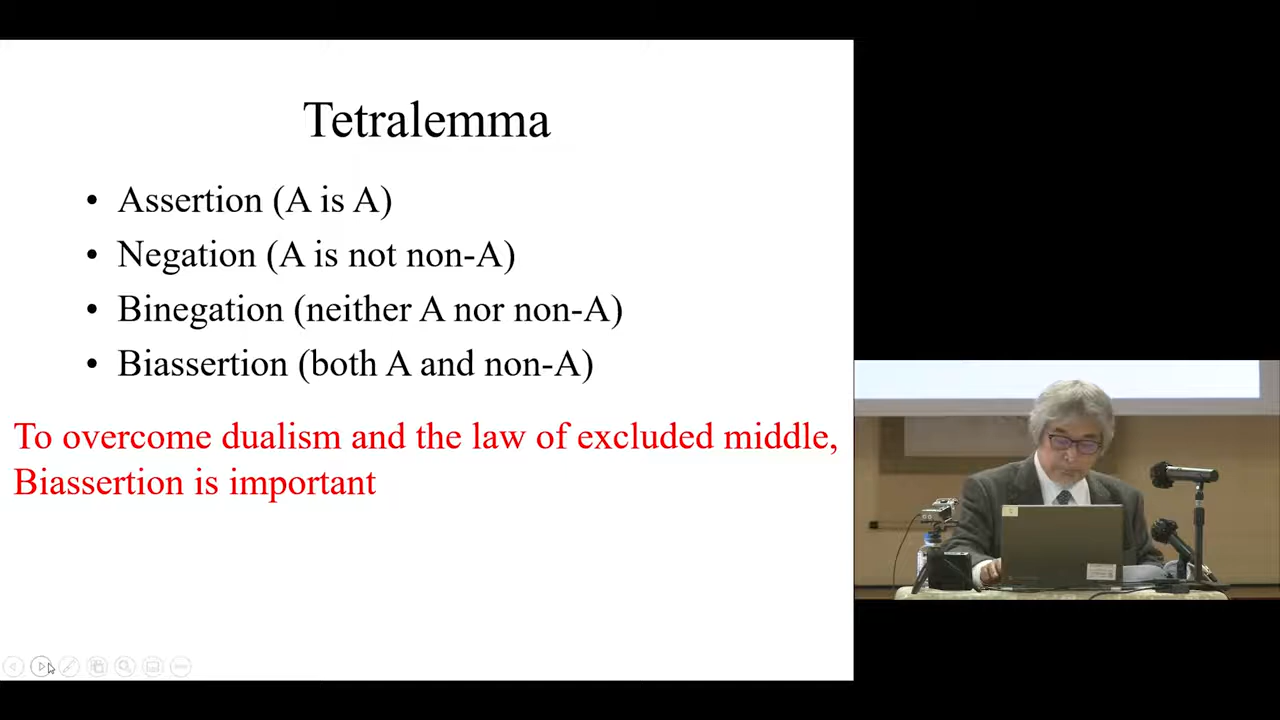 Tetralemma
• Assertion (A is A)
• Negation (A is not non-A)
• Binegation (neither A nor non-A)
• Biassertion (both A and non-A)
To overcome dualism and the law of excluded middle,
Biassertion is important